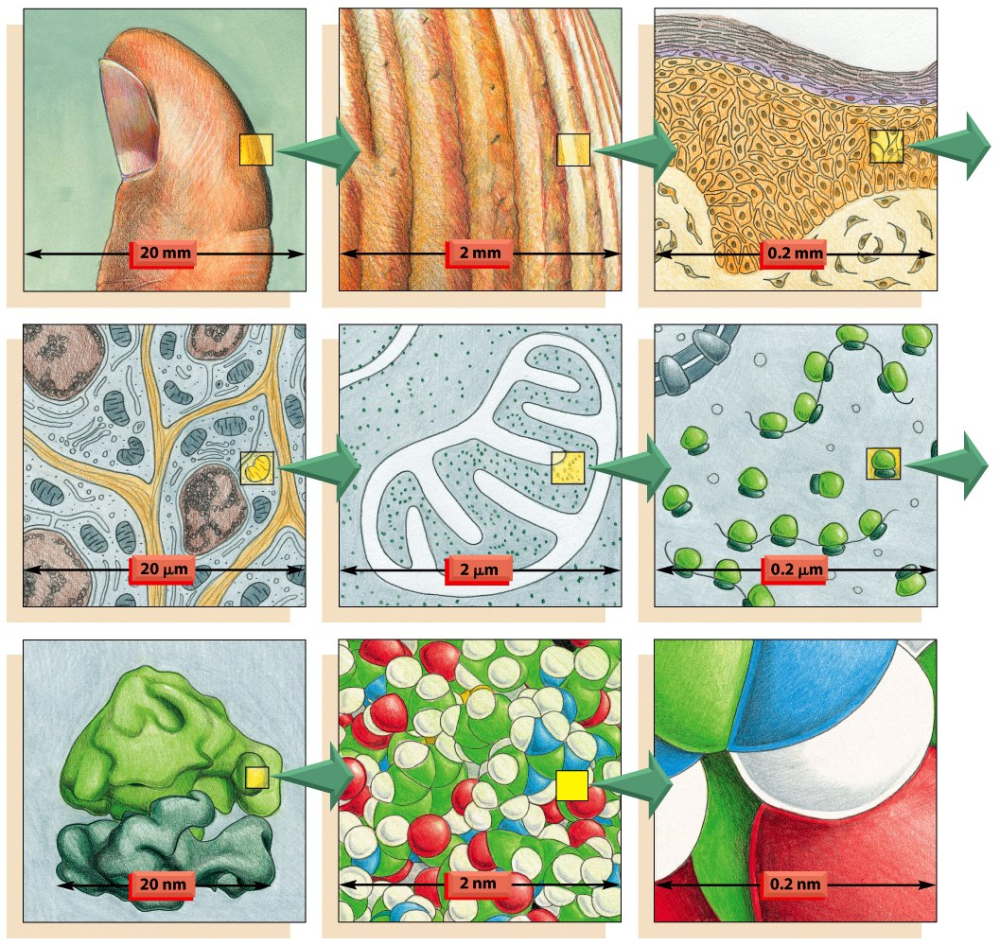 20 mm
2 mm
0.2 mm
20 μm
2 μm
0.2 μm
20 nm
2 nm
0.2 nm